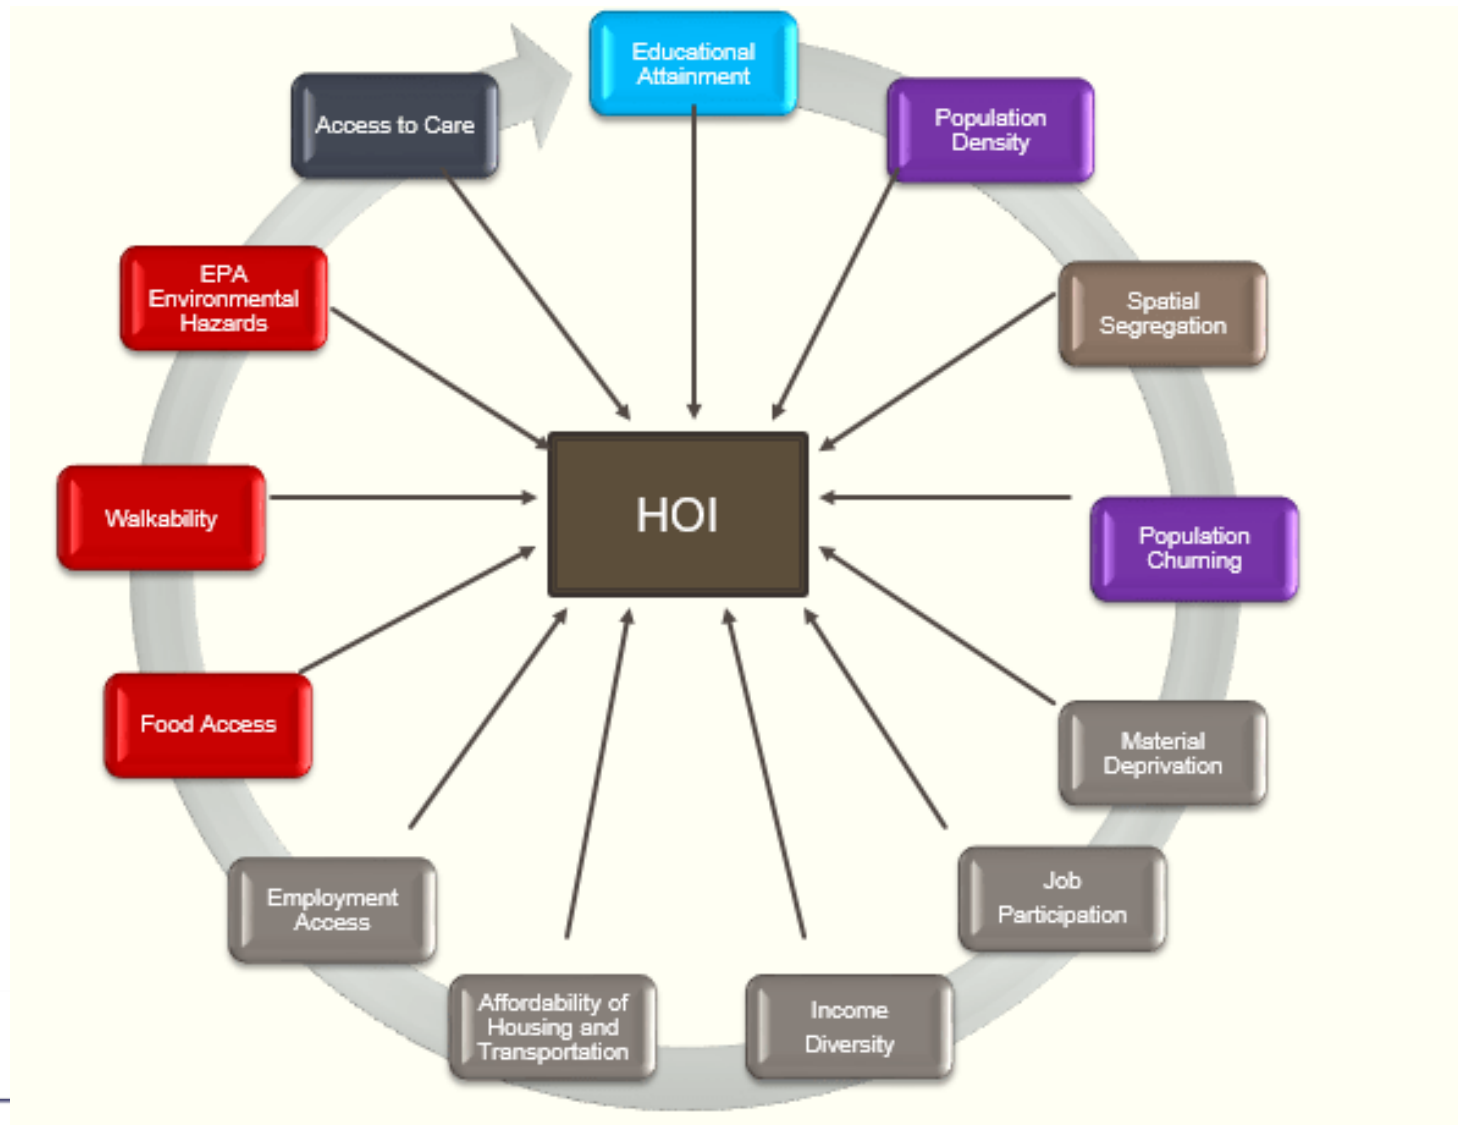 Educational
Attainment
Population
Density
Spatial
Segregation
Population
Churning
Material
Deprivation
Job
Participation
Income
Diversity
Affordability of
Housing and
Transportation
Employment
Access
Food Access
Walkability
EPA
Environmental
Hazards
Access to Care
HOI